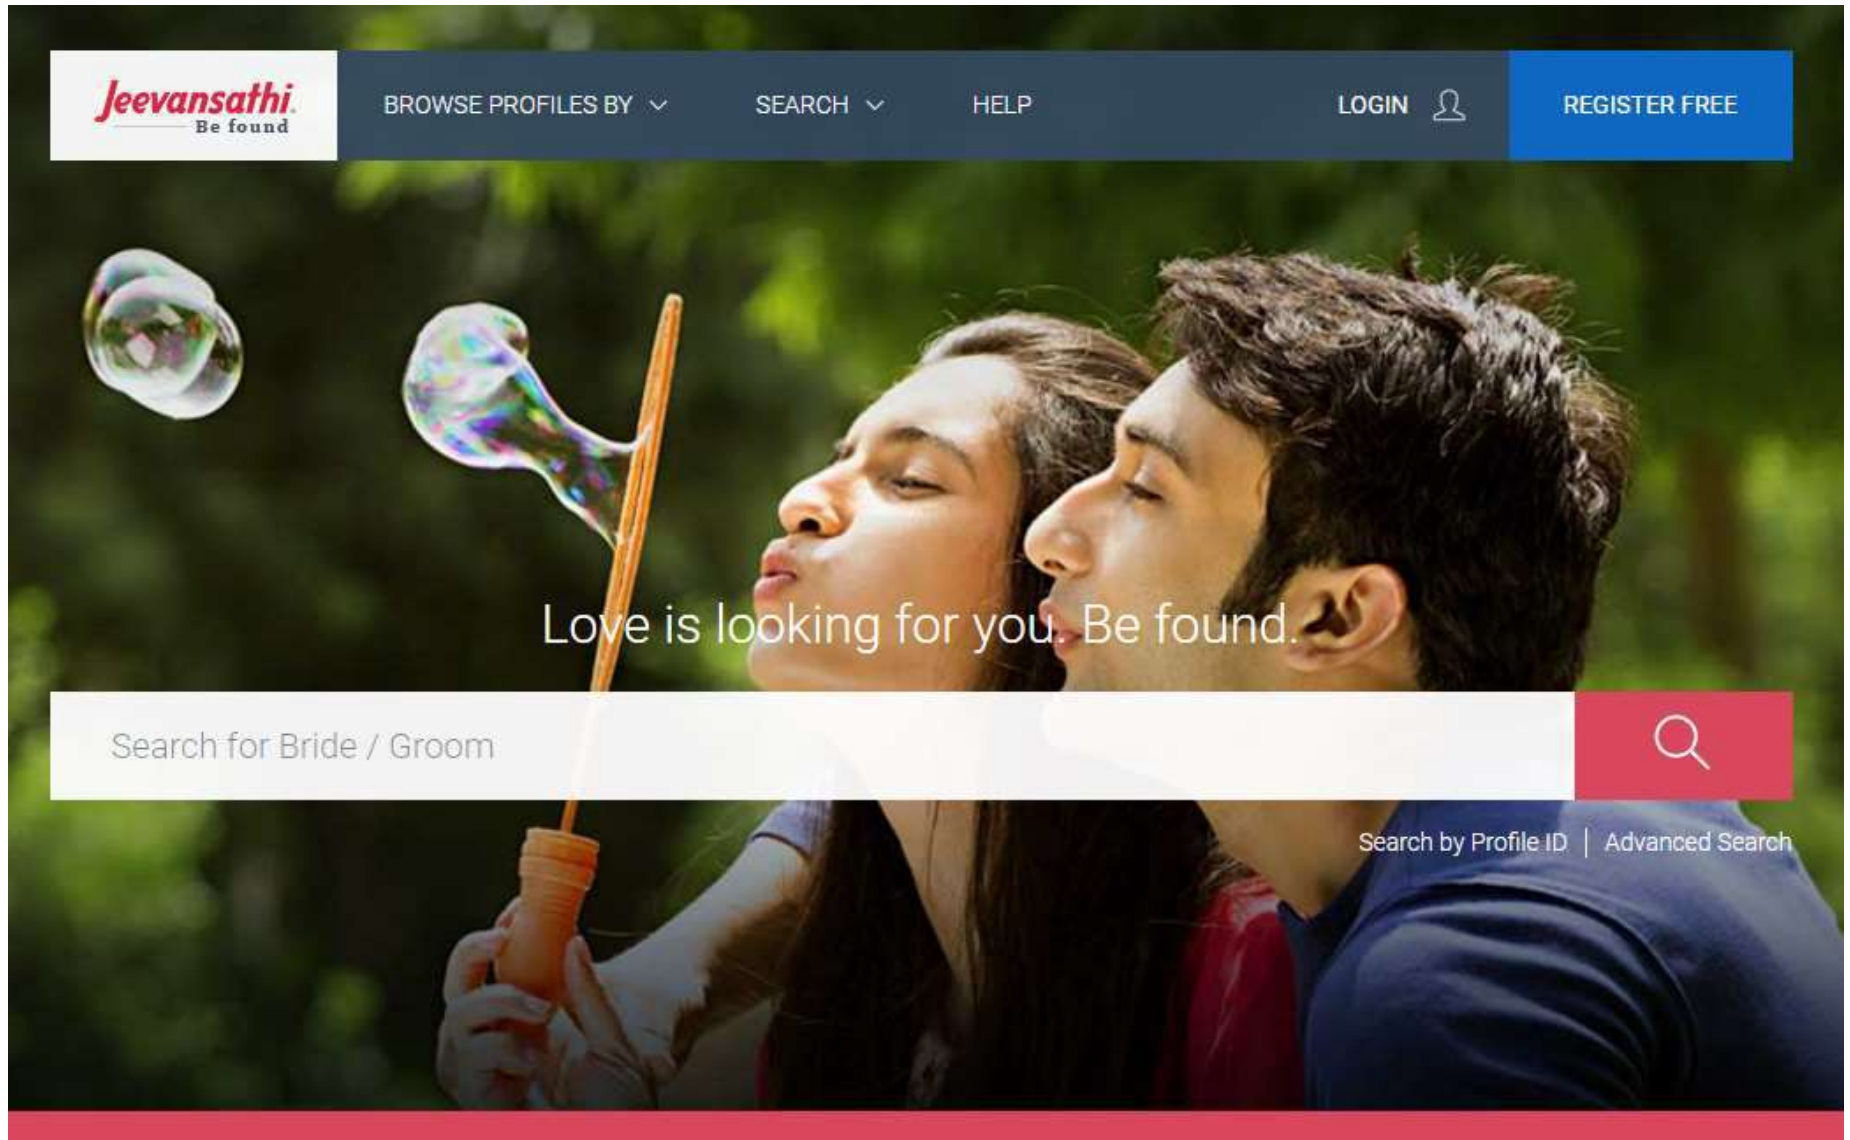 Jeevansathi
Be found
BROWSE PROFILES BY
SEARCH
HELP
LOGIN
REGISTER FREE
Love is looking for you. Be found.
Search for Bride / Groom
Search by Profile ID | Advanced Search